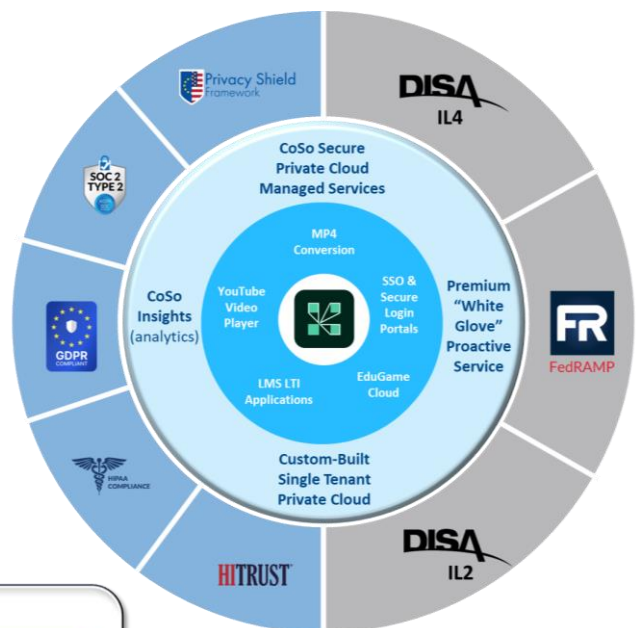 Privacy Shield
Framework
DISA
IL4
SOC 2
TYPE 2
CoSo Secure
Private Cloud
Managed Services
MP4
Conversion
YouTube
Video
Player
SSO &
Secure
Login
Portals
CoSo
Insights
(analytics)
Premium
"White
Glove"
Proactive
Service
GDPR
COMPLIANT
FR
FedRAMP
LMS LTI
Applications
EduGame
Cloud
HIPAA
COMPLIANCE
Custom-Built
Single Tenant
Private Cloud
HITRUST
DISA
IL2